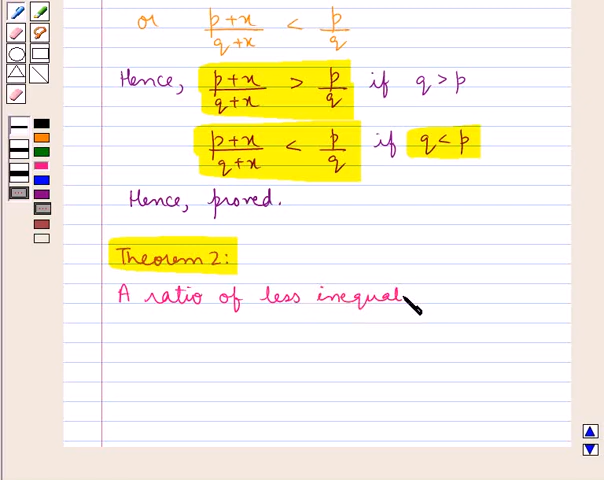 or (p+x)/(q+x) < p/q
Hence, (p+x)/(q+x) > p/q if q > p
(p+x)/(q+x) < p/q if q < p
Hence, proved.
Theorem 2:
A ratio of less inequal